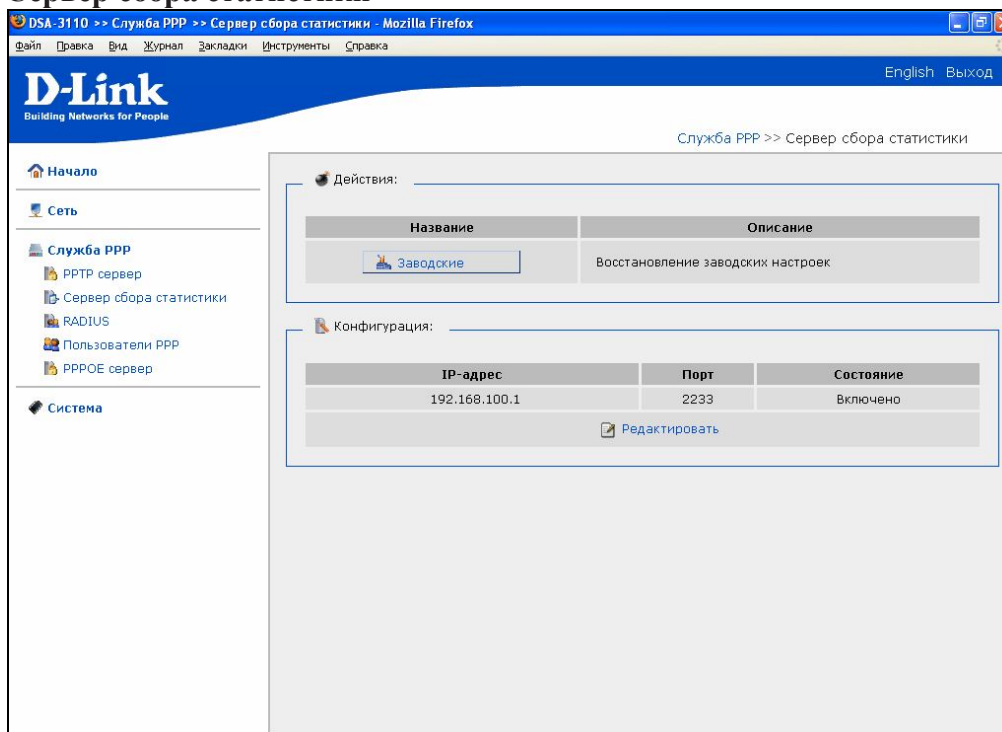 Сервер сбора статистики
DSA-3110 >> Служба PPP >> Сервер сбора статистики - Mozilla Firefox
Файл Правка Вид Журнал Закладки Инструменты Справка
English Выход
D-Link
Building Networks for People
Служба PPP >> Сервер сбора статистики
Начало
Сеть
Служба PPP
PPTP сервер
Сервер сбора статистики
RADIUS
Пользователи PPP
PPPOE сервер
Система
Действия:
Название Описание
Заводские Восстановление заводских настроек
Конфигурация:
IP-адрес Порт Состояние
192.168.100.1 2233 Включено
Редактировать